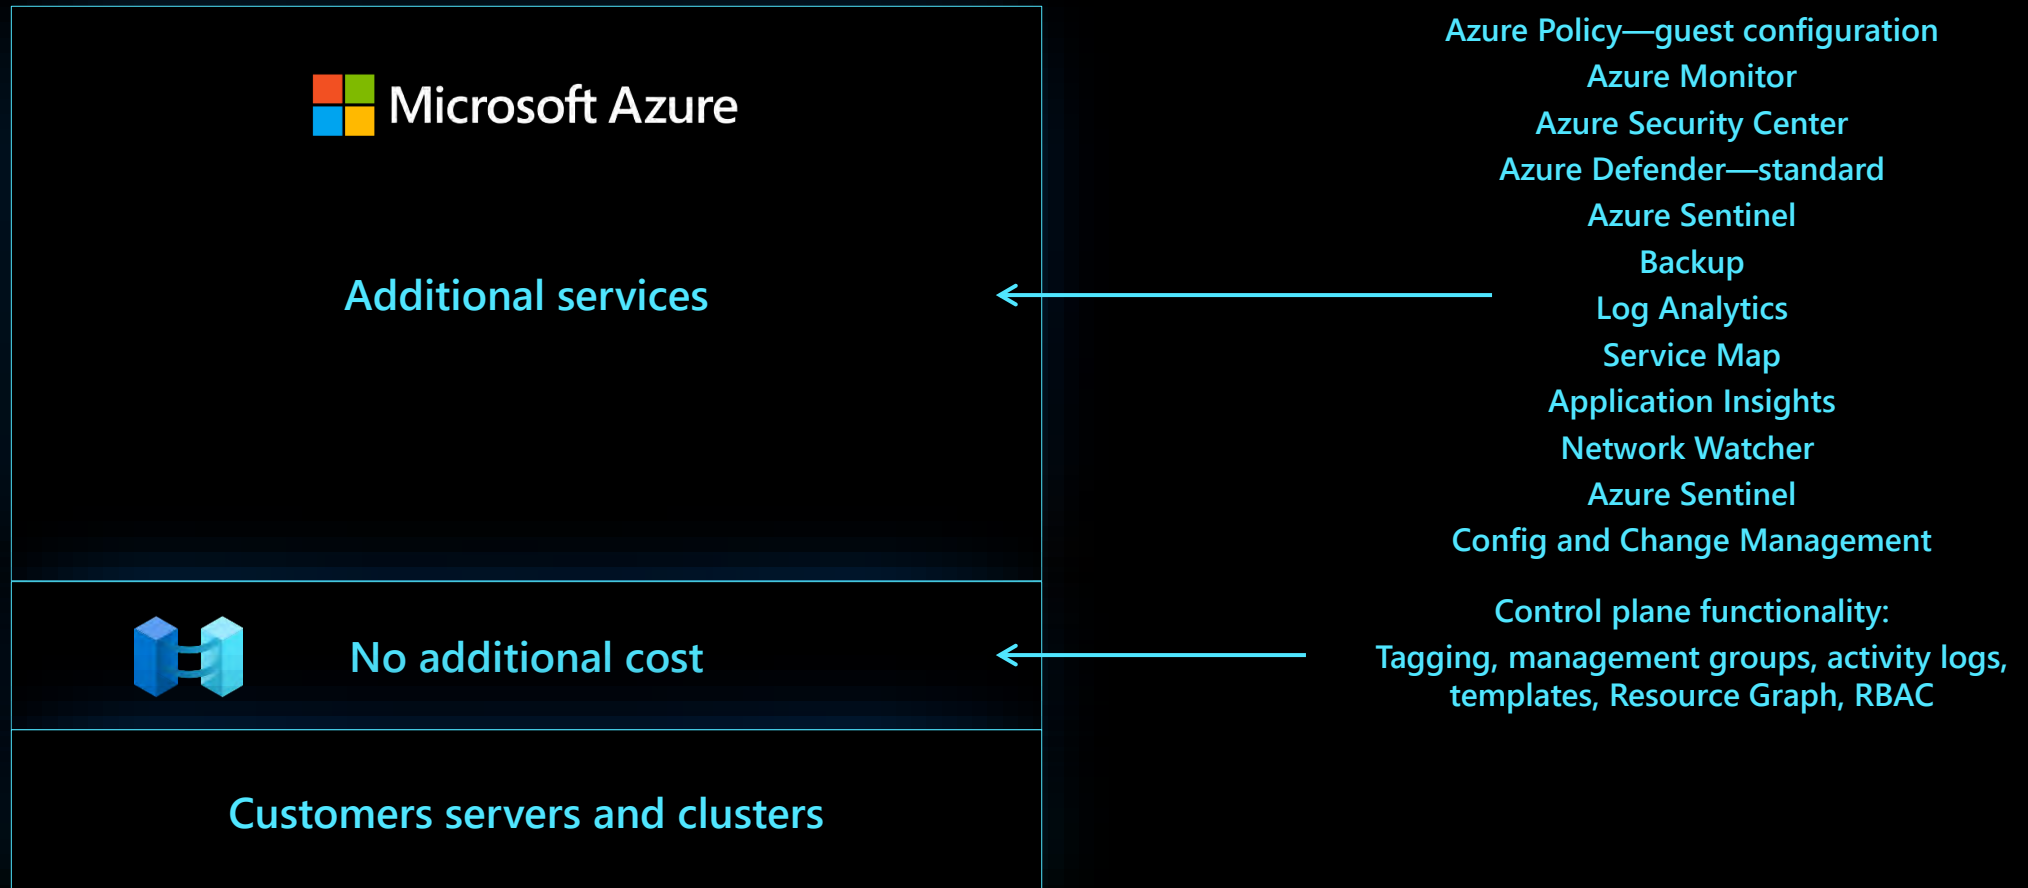 Microsoft Azure
Additional services
No additional cost
Customers servers and clusters
Azure Policy—guest configuration
Azure Monitor
Azure Security Center
Azure Defender—standard
Azure Sentinel
Backup
Log Analytics
Service Map
Application Insights
Network Watcher
Azure Sentinel
Config and Change Management
Control plane functionality:
Tagging, management groups, activity logs,
templates, Resource Graph, RBAC